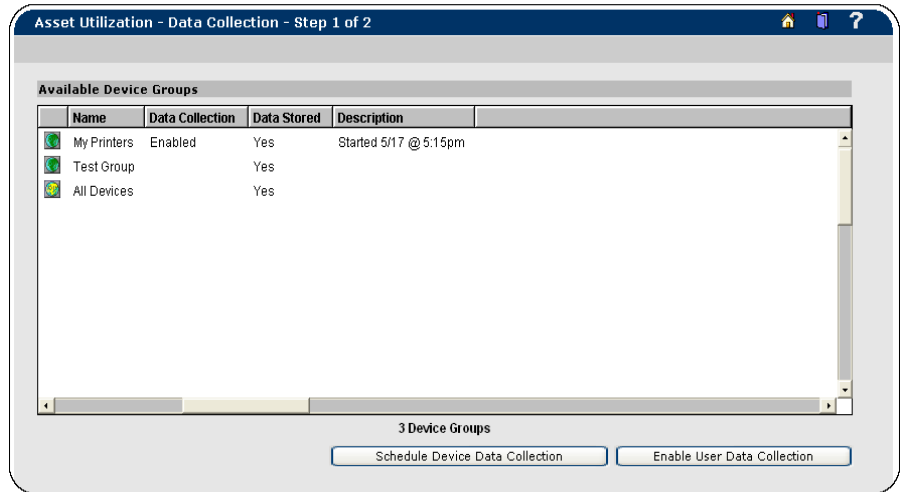 Asset Utilization - Data Collection - Step 1 of 2 ?
Available Device Groups
Name Data Collection Data Stored Description
My Printers Enabled Yes Started 5/17 @ 5:15pm
Test Group Yes
All Devices Yes
3 Device Groups
Schedule Device Data Collection Enable User Data Collection